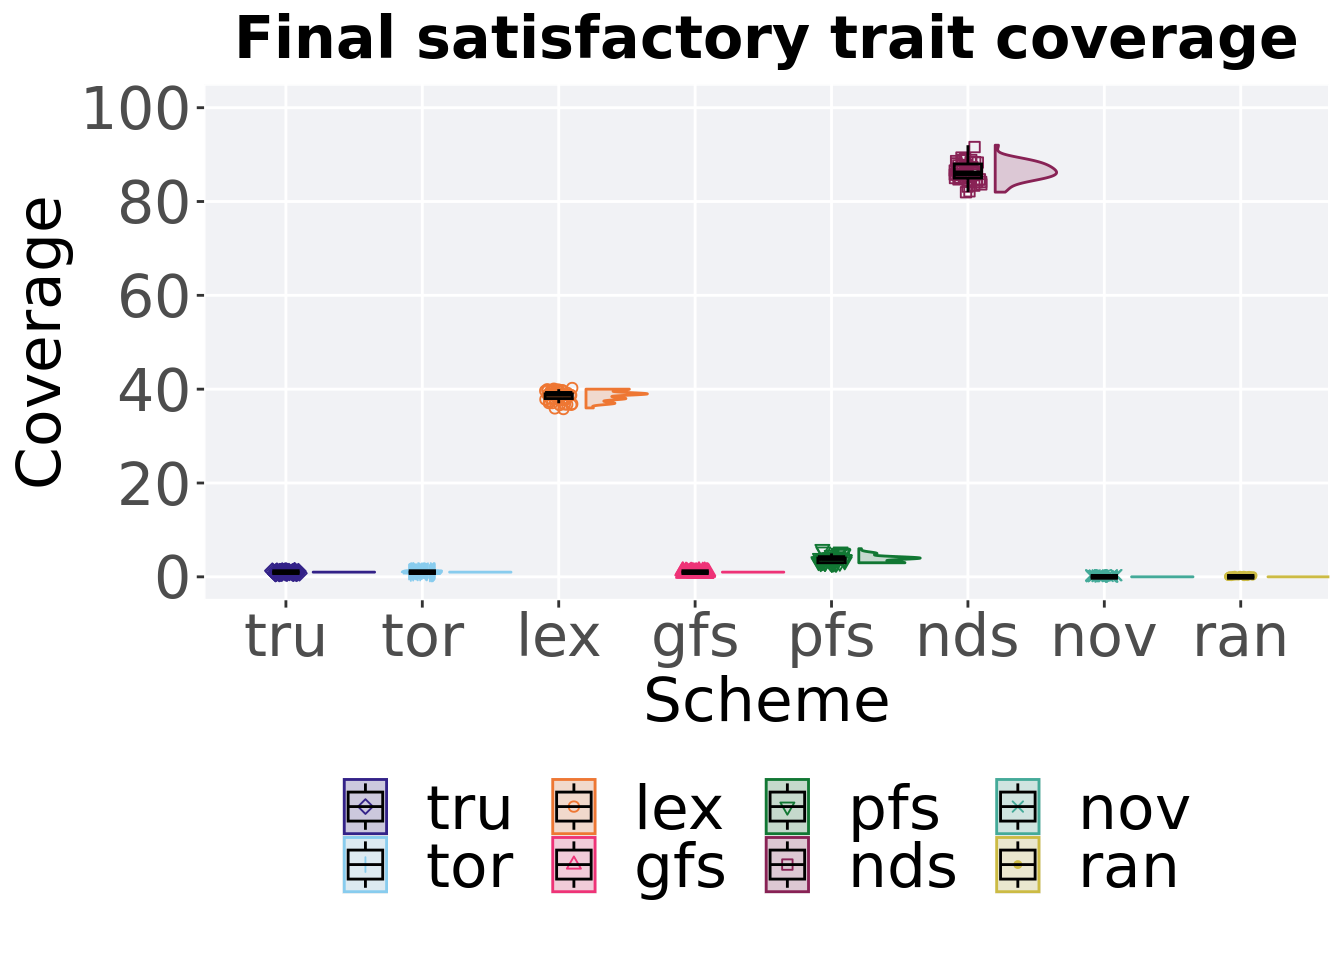 Final satisfactory trait coverage
Coverage
100
80
60
40
20
0
tru tor lex gfs pfs nds nov ran
Scheme
tru lex pfs nov
tor gfs nds ran